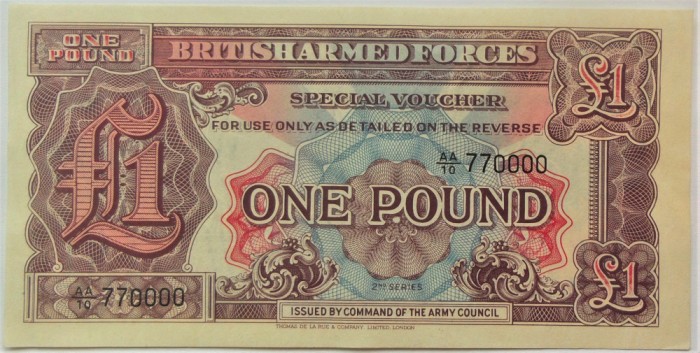 ONE POUND
BRITISH ARMED FORCES
£1
SPECIAL VOUCHER
FOR USE ONLY AS DETAILED ON THE REVERSE
AA/10 770000
£1
ONE POUND
2ND SERIES
£1
AA/10 770000
ISSUED BY COMMAND OF THE ARMY COUNCIL
THOMAS DE LA RUE & COMPANY, LIMITED, LONDON